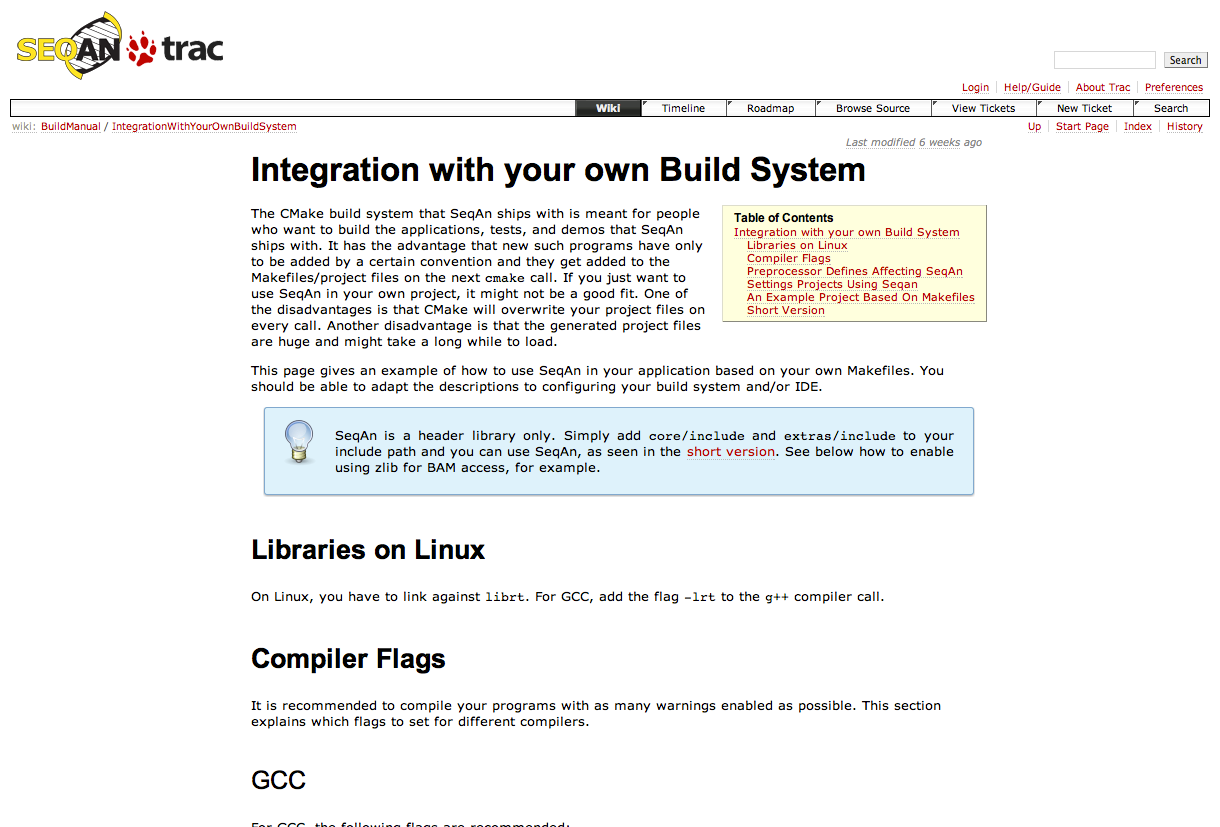 SEQAN trac
Search
Login Help/Guide About Trac Preferences
Wiki Timeline Roadmap Browse Source View Tickets New Ticket Search
wiki: BuildManual / IntegrationWithYourOwnBuildSystem
Up Start Page Index History
Last modified 6 weeks ago
Integration with your own Build System
The CMake build system that SeqAn ships with is meant for people
who want to build the applications, tests, and demos that SeqAn
ships with. It has the advantage that new such programs have only
to be added by a certain convention and they get added to the
Makefiles/project files on the next cmake call. If you just want to
use SeqAn in your own project, it might not be a good fit. One of
the disadvantages is that CMake will overwrite your project files on
every call. Another disadvantage is that the generated project files
are huge and might take a long while to load.
Table of Contents
Integration with your own Build System
Libraries on Linux
Compiler Flags
Preprocessor Defines Affecting SeqAn
Settings Projects Using Seqan
An Example Project Based On Makefiles
Short Version
This page gives an example of how to use SeqAn in your application based on your own Makefiles. You
should be able to adapt the descriptions to configuring your build system and/or IDE.
SeqAn is a header library only. Simply add core/include and extras/include to your
include path and you can use SeqAn, as seen in the short version. See below how to enable
using zlib for BAM access, for example.
Libraries on Linux
On Linux, you have to link against librt. For GCC, add the flag -lrt to the g++ compiler call.
Compiler Flags
It is recommended to compile your programs with as many warnings enabled as possible. This section
explains which flags to set for different compilers.
GCC
For GCC, the following flags are recommended: